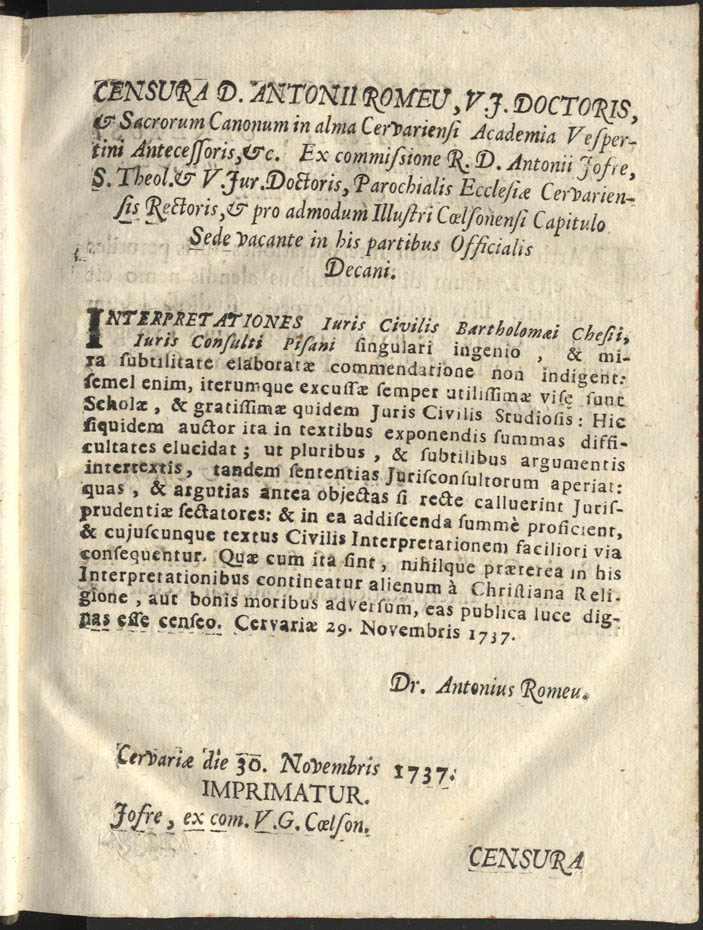 CENSURA D. ANTONII ROMEU, V. J. DOCTORIS,
& Sacrorum Canonum in alma Cervariensi Academia Vesper-
tini Antecessoris, &c. Ex commissione R. D. Antonii Jofre,
S. Theol. & V. Jur. Doctoris, Parochialis Ecclesiæ Cervarien-
sis Rectoris, & pro admodum Illustri Cœlsonensi Capitulo
Sede vacante in his partibus Officialis
Decani.
INTERPRETATIONES Iuris Civilis Bartholomæi Chesii,
Iuris Consulti Pisani singulari ingenio, & mi-
ra subtilitate elaboratæ commendatione non indigent:
semel enim, iterumque excussæ semper utilissimæ visæ sunt
Scholæ, & gratissimæ quidem Juris Civilis Studiosis: Hic
siquidem auctor ita in textibus exponendis summas diffi-
cultates elucidat; ut pluribus, & subtilibus argumentis
intertextis, tandem sententias Jurisconsultorum aperiat:
quas, & argutias antea objectas si recte calluerint Juris-
prudentiæ sectatores: & in ea addiscenda summè proficient,
& cujuscunque textus Civilis Interpretationem faciliori via
consequentur. Quæ cum ita sint, nihilque præterea in his
Interpretationibus contineatur alienum à Christiana Reli-
gione, aut bonis moribus adversum, eas publica luce dig-
nas esse censeo. Cervariæ 29. Novembris 1737.
Dr. Antonius Romeu.
Cervariæ die 30. Novembris 1737.
IMPRIMATUR.
Jofre, ex com. V. G. Cœlson.
CENSURA